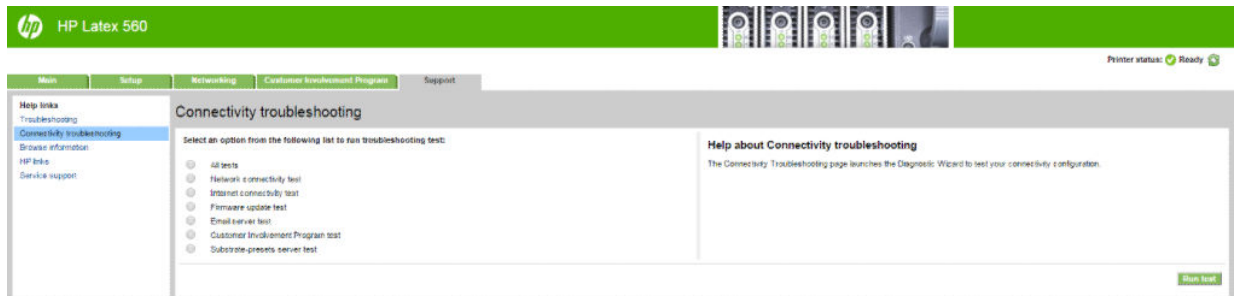 hp HP Latex 560
Printer status: Ready
Main Setup Networking Customer Involvement Program Support
Help links
Troubleshooting
Connectivity troubleshooting
Browse information
HP links
Service support
Connectivity troubleshooting
Select an option from the following list to run troubleshooting test:
All tests
Network connectivity test
Internet connectivity test
Firmware update test
Email server test
Customer Involvement Program test
Substrate-presets server test
Help about Connectivity troubleshooting
The Connectivity Troubleshooting page launches the Diagnostic Wizard to test your connectivity configuration.
Run test